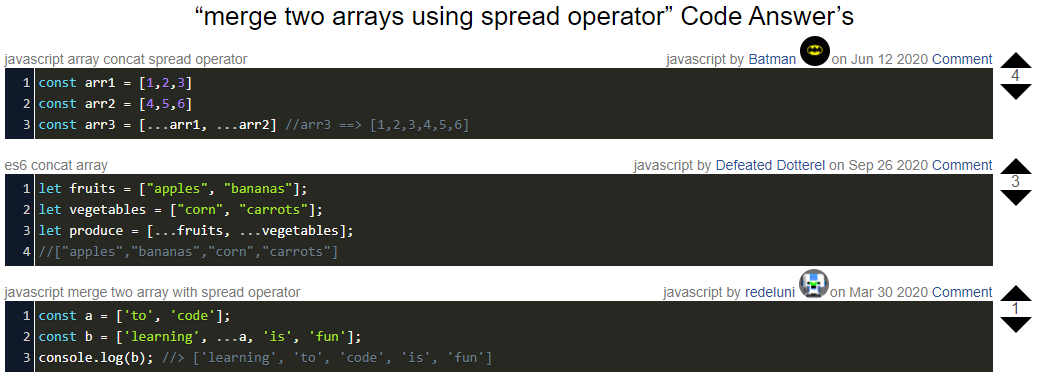 “merge two arrays using spread operator” Code Answer’s
javascript array concat spread operator javascript by Batman on Jun 12 2020 Comment
4
1 const arr1 = [1,2,3]
2 const arr2 = [4,5,6]
3 const arr3 = [...arr1, ...arr2] //arr3 ==> [1,2,3,4,5,6]
es6 concat array javascript by Defeated Dotterel on Sep 26 2020 Comment
3
1 let fruits = ["apples", "bananas"];
2 let vegetables = ["corn", "carrots"];
3 let produce = [...fruits, ...vegetables];
4 //["apples","bananas","corn","carrots"]
javascript merge two array with spread operator javascript by redeluni on Mar 30 2020 Comment
1
1 const a = ['to', 'code'];
2 const b = ['learning', ...a, 'is', 'fun'];
3 console.log(b); //> ['learning', 'to', 'code', 'is', 'fun']